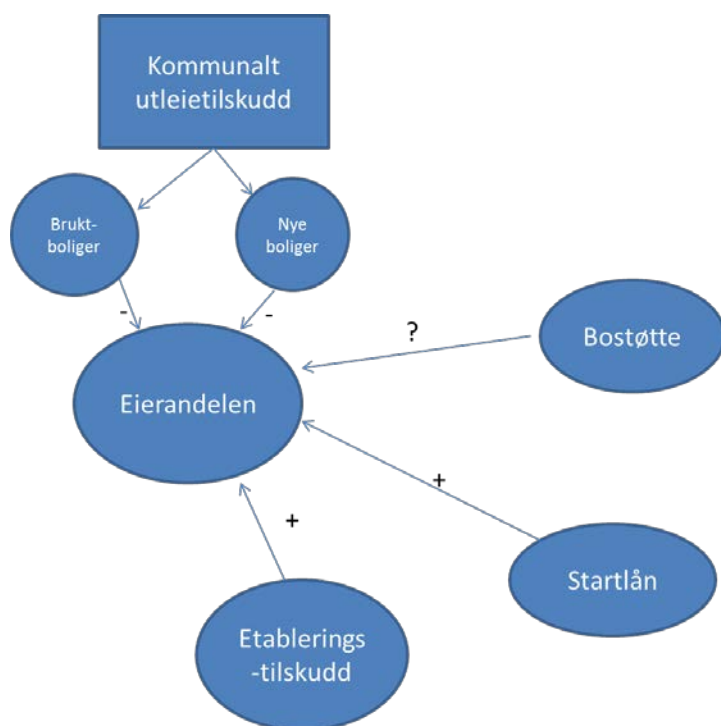 Kommunalt
utleietilskudd
Brukt-
boliger
Nye
boliger
-
-
?
Bostøtte
Eierandelen
+
+
Startlån
Etablerings
-tilskudd